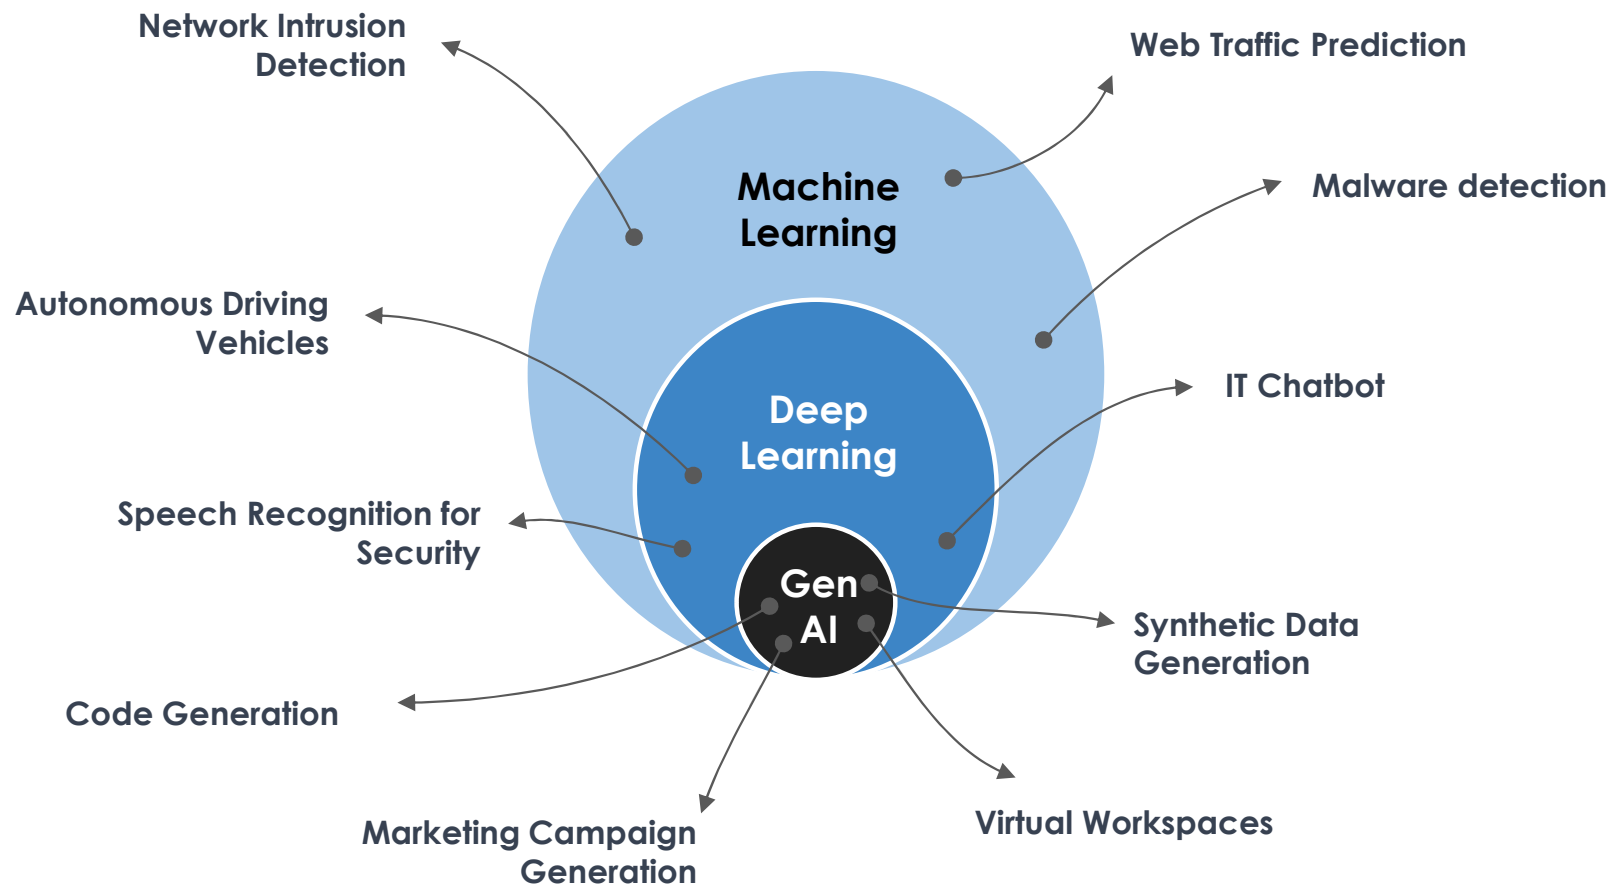 Network Intrusion
Detection
Web Traffic Prediction
Machine
Learning
Malware detection
Autonomous Driving
Vehicles
IT Chatbot
Deep
Learning
Speech Recognition for
Security
Gen
AI
Synthetic Data
Generation
Code Generation
Marketing Campaign
Generation
Virtual Workspaces